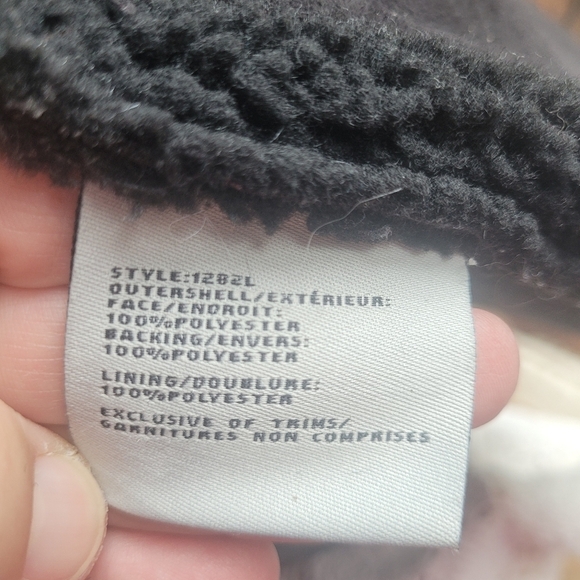 STYLE:1282L
OUTERSHELL/EXTÉRIEUR:
FACE/ENDROIT:
100%POLYESTER
BACKING/ENVERS:
100%POLYESTER
LINING/DOUBLURE:
100%POLYESTER
EXCLUSIVE OF TRIMS/
GARNITURES NON COMPRISES